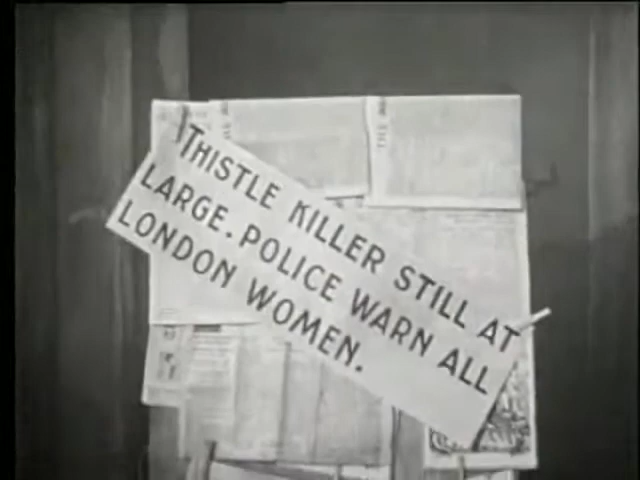 THISTLE KILLER STILL AT
LARGE. POLICE WARN ALL
LONDON WOMEN.